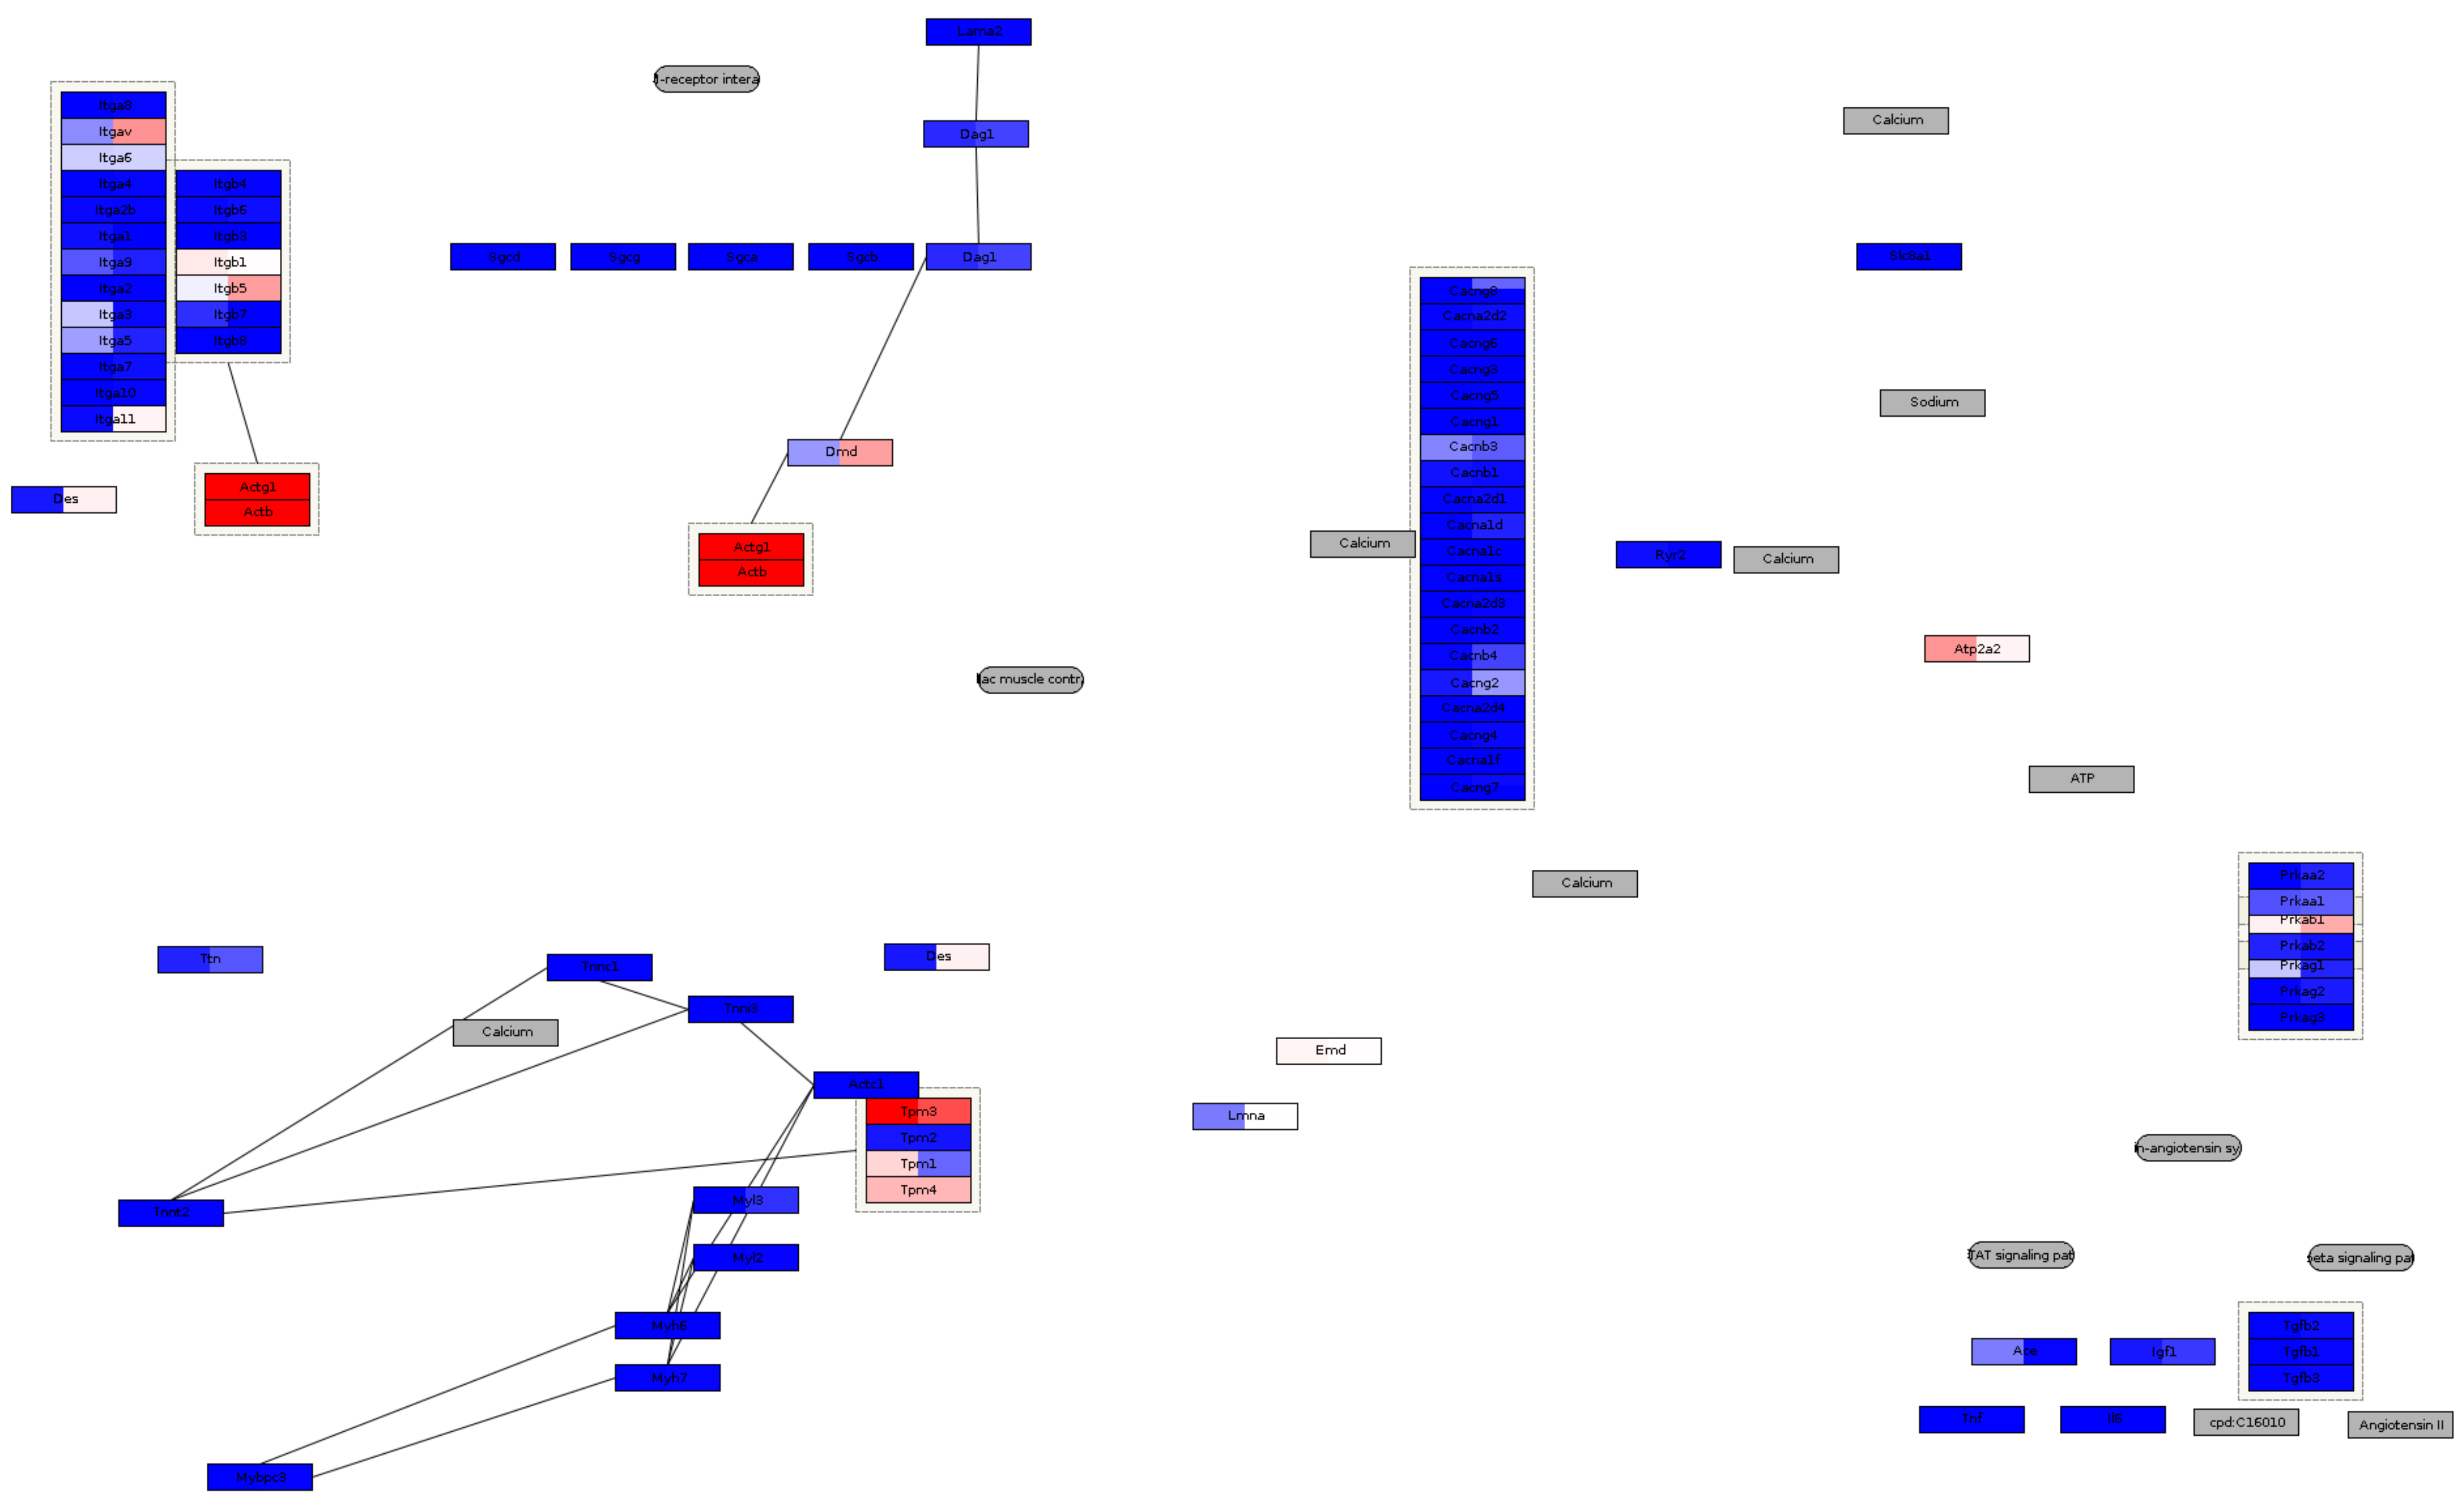 Lama2
-receptor intera
Dag1
Calcium
Itga8
Itgav
Itga6
Itga4
Itga2b
Itga1
Itga9
Itga2
Itga3
Itga5
Itga7
Itga10
Itga11
Itgb4
Itgb6
Itgb3
Itgb1
Itgb5
Itgb7
Itgb8
Sgcd
Sgcg
Sgca
Sgcb
Dag1
Slc8a1
Cacng8
Cacna2d2
Cacng6
Cacng3
Cacng5
Cacng1
Cacnb3
Cacnb1
Cacna2d1
Cacna1d
Cacna1c
Cacna1s
Cacna2d3
Cacnb2
Cacnb4
Cacng2
Cacna2d4
Cacng4
Cacna1f
Cacng7
Sodium
Dmd
Des
Actg1
Actb
Actg1
Actb
Calcium
Ryr2
Calcium
Atp2a2
ac muscle contr
ATP
Calcium
Prkaa2
Prkaa1
Prkab1
Prkab2
Prkag1
Prkag2
Prkag3
Ttn
Tnnc1
Des
Tnni3
Calcium
Emd
Actc1
Tpm3
Tpm2
Tpm1
Tpm4
Lmna
n-angiotensin sy
Tnnt2
Myl3
Myl2
TAT signaling pat
beta signaling pat
Myh6
Myh7
Ace
Igf1
Tgfb2
Tgfb1
Tgfb3
Tnf
Il6
cpd:C16010
Angiotensin II
Mybpc3